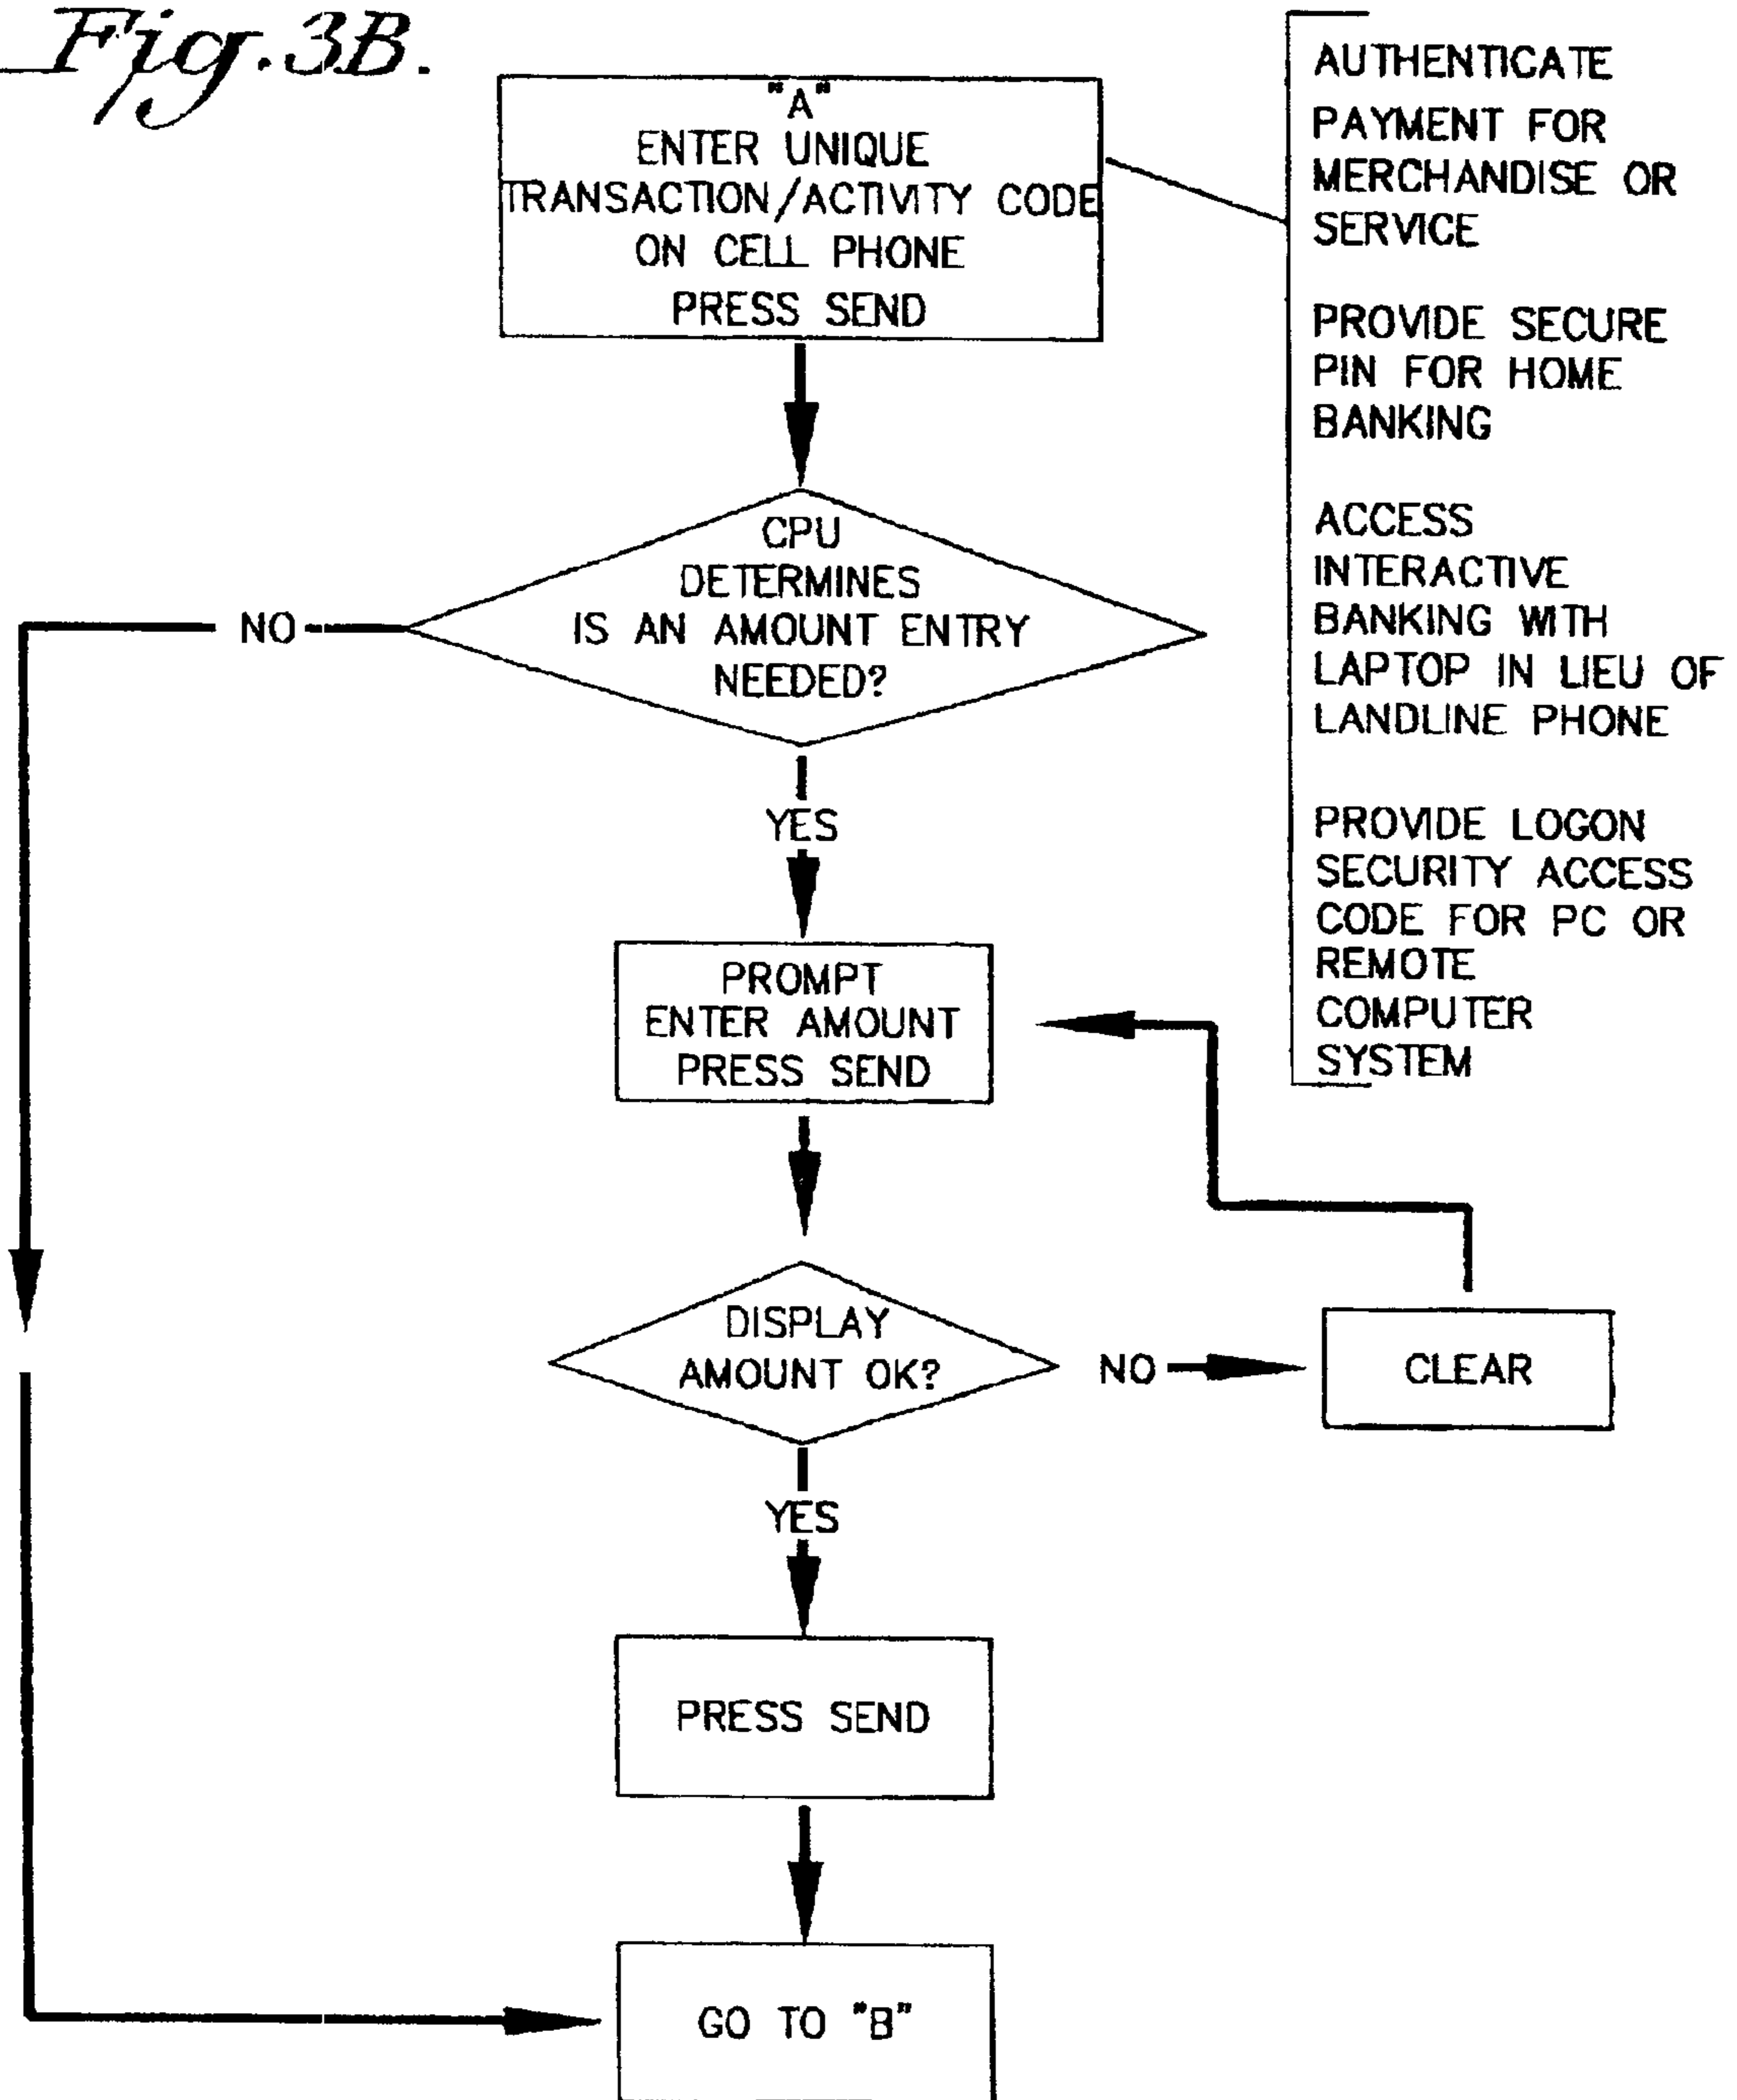 Fig. 3B.
"A"
ENTER UNIQUE
TRANSACTION/ACTIVITY CODE
ON CELL PHONE
PRESS SEND
AUTHENTICATE
PAYMENT FOR
MERCHANDISE OR
SERVICE
PROVIDE SECURE
PIN FOR HOME
BANKING
ACCESS
INTERACTIVE
BANKING WITH
LAPTOP IN LIEU OF
LANDLINE PHONE
PROVIDE LOGON
SECURITY ACCESS
CODE FOR PC OR
REMOTE
COMPUTER
SYSTEM
CPU
DETERMINES
IS AN AMOUNT ENTRY
NEEDED?
NO
YES
PROMPT
ENTER AMOUNT
PRESS SEND
DISPLAY
AMOUNT OK?
NO
CLEAR
YES
PRESS SEND
GO TO "B"